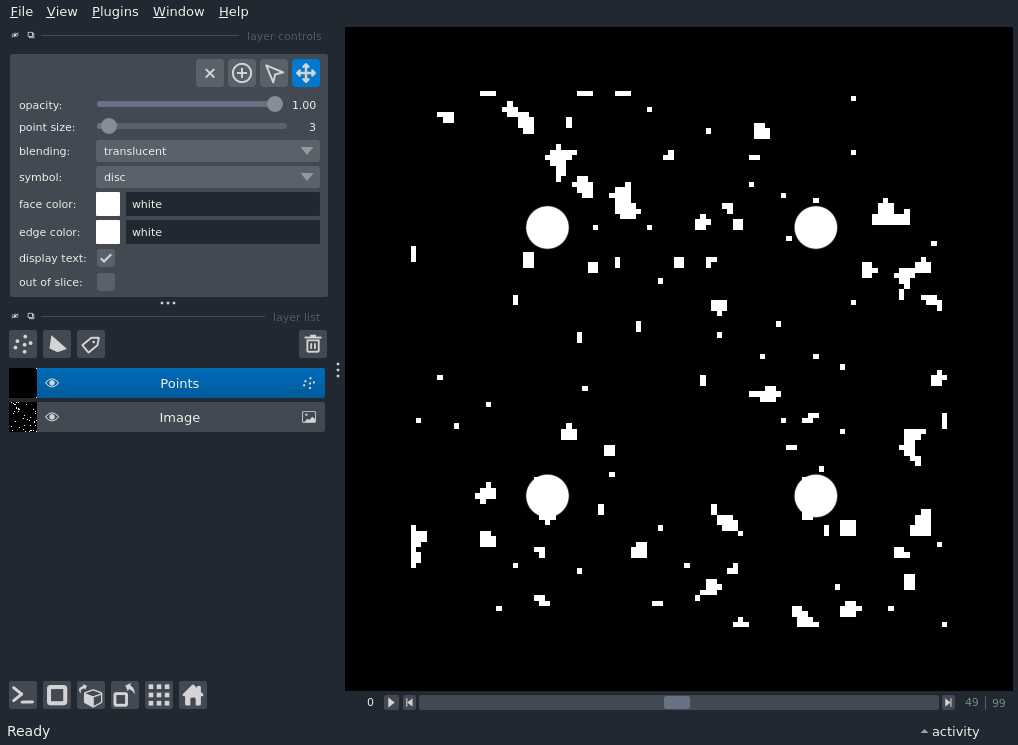 File View Plugins Window Help
layer controls
opacity: 1.00
point size: 3
blending: translucent
symbol: disc
face color: white
edge color: white
display text:
out of slice:
layer list
Points
Image
0 49 99
Ready activity